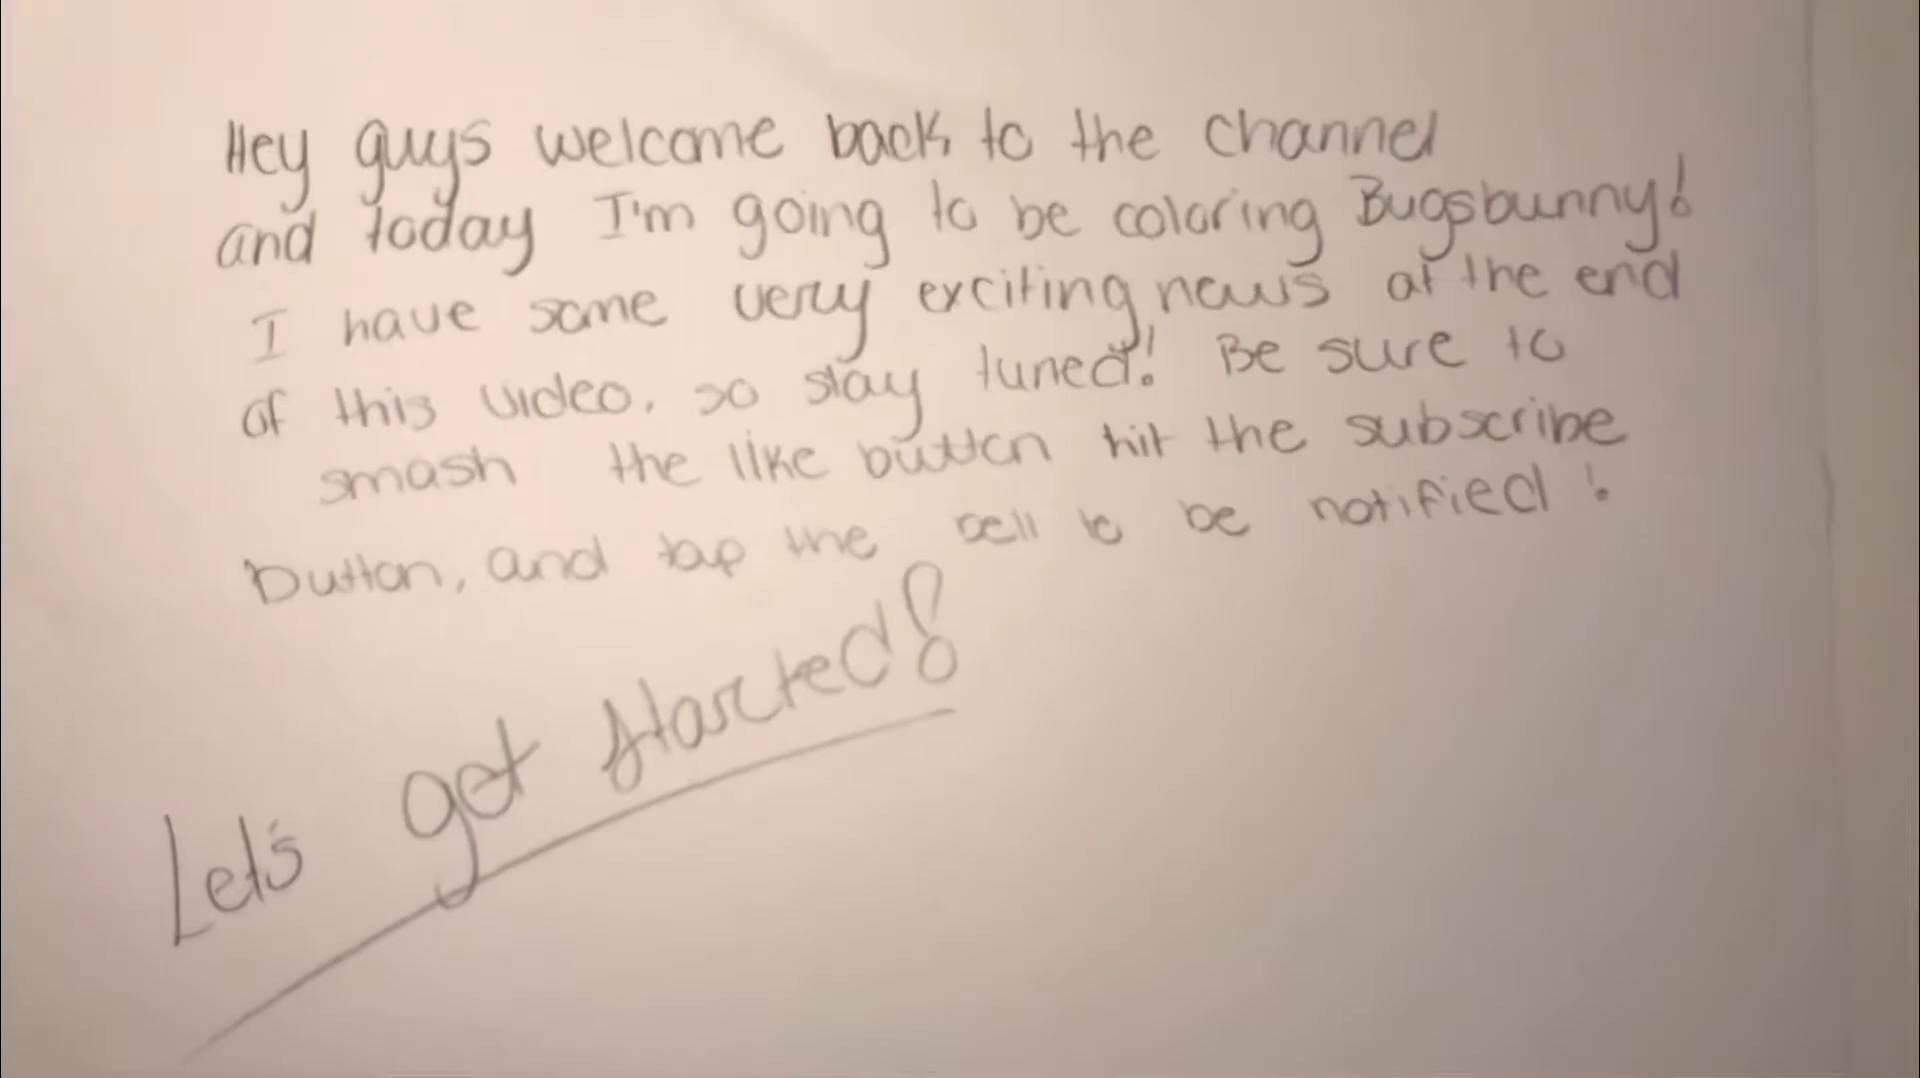 Hey guys welcome back to the channel
and today I'm going to be coloring Bugsbunny!
I have some very exciting news at the end
of this video, so stay tuned! Be sure to
smash the like button hit the subscribe
button, and tap the bell to be notified!
Let's get started!